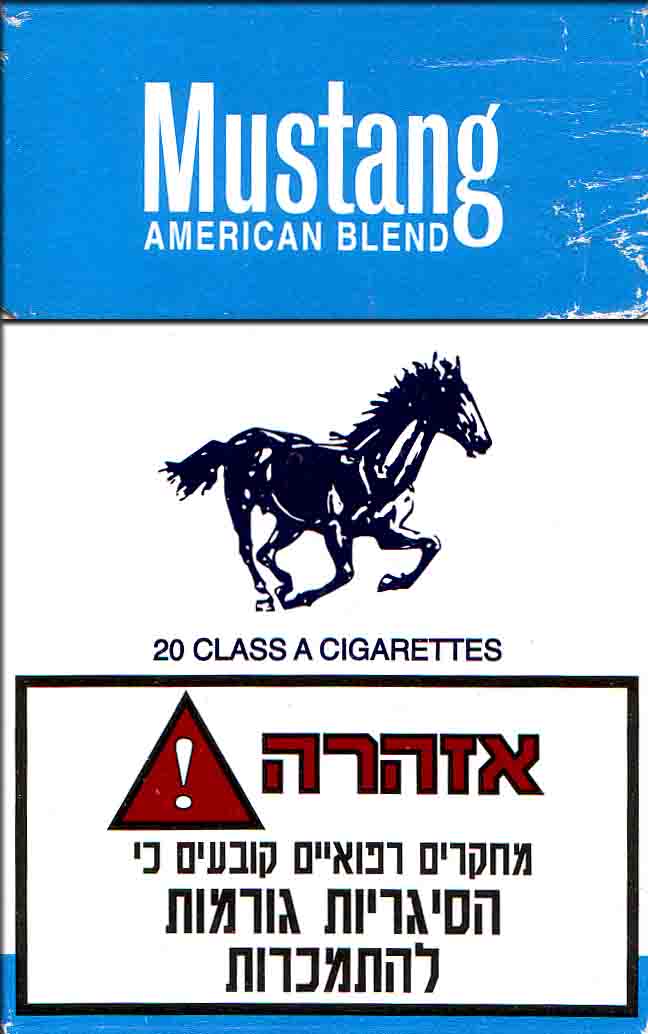 Mustang
AMERICAN BLEND
20 CLASS A CIGARETTES
אזהרה
מחקרים רפואיים קובעים כי
הסיגריות גורמות
להתמכרות